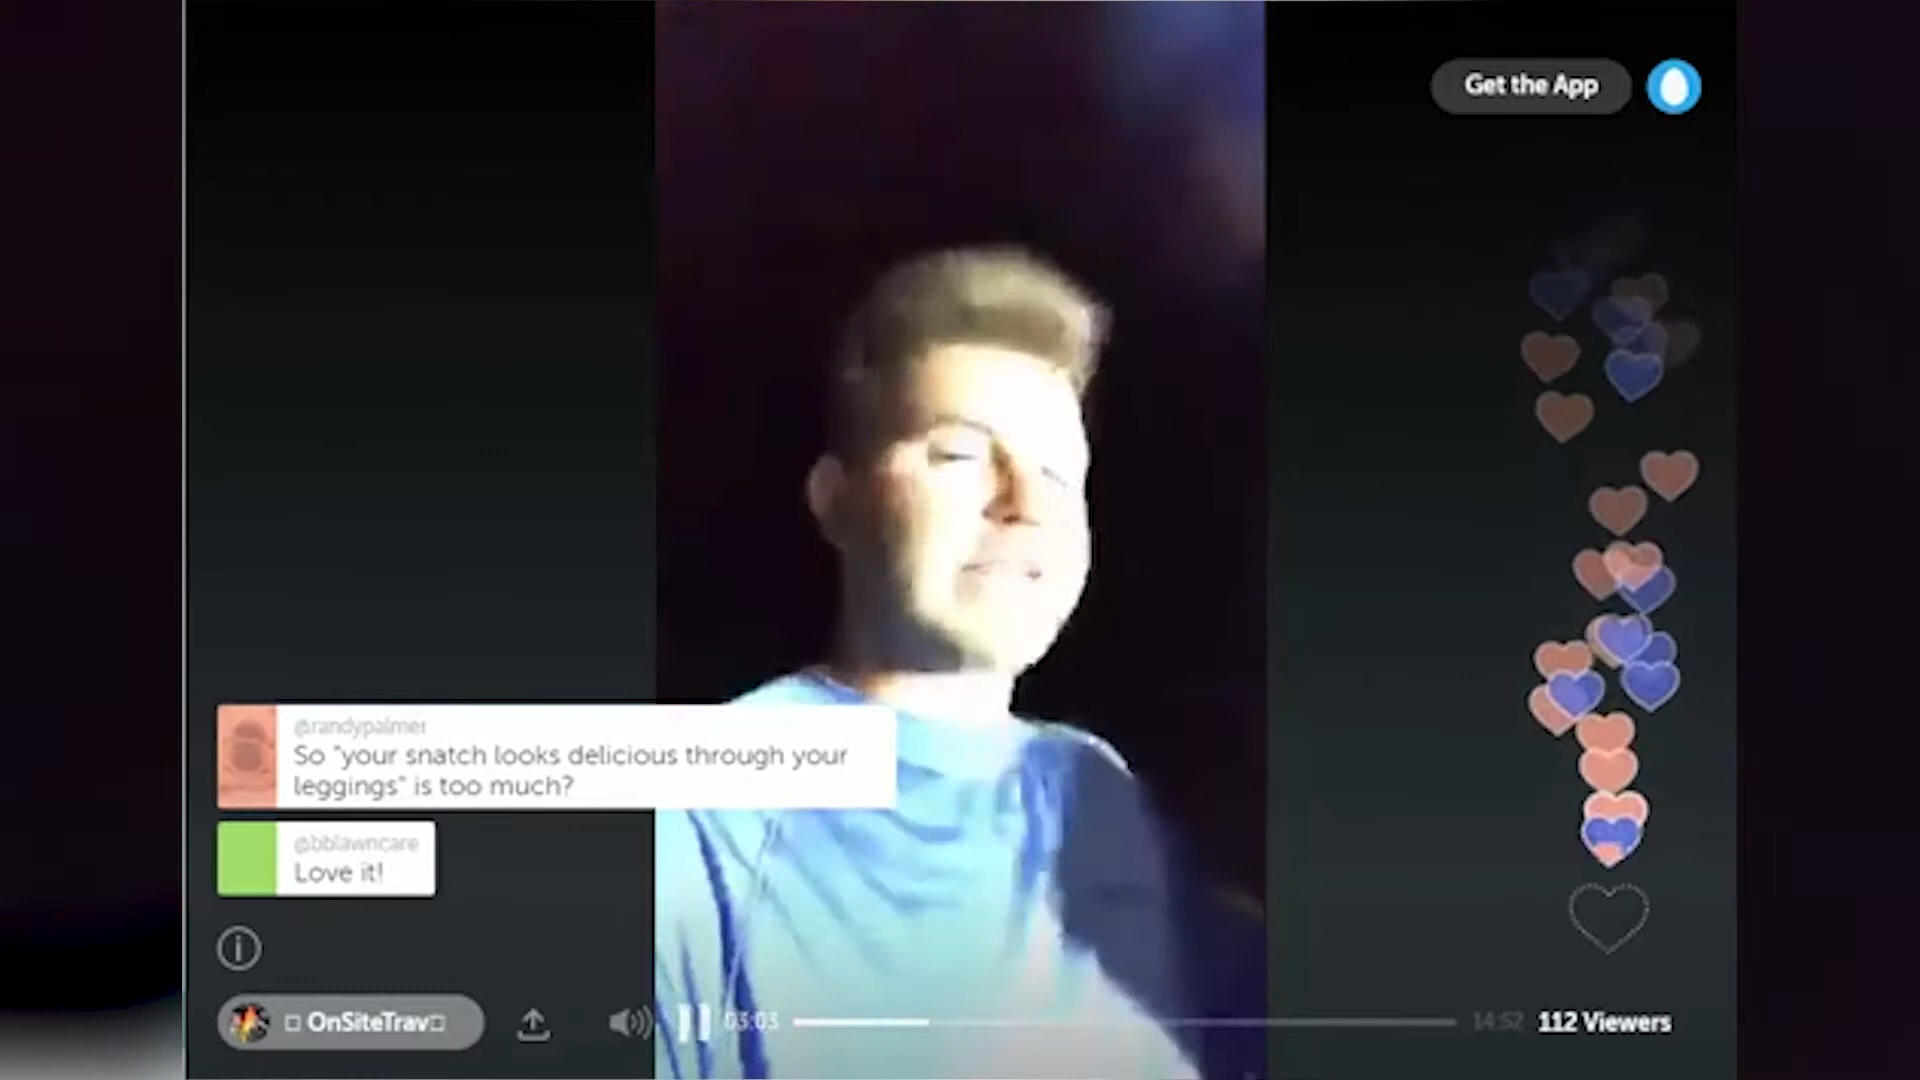 Get the App
@randypalmer
So "your snatch looks delicious through your
leggings" is too much?
@bblawncare
Love it!
OnSiteTrav
03:03
14:52
112 Viewers